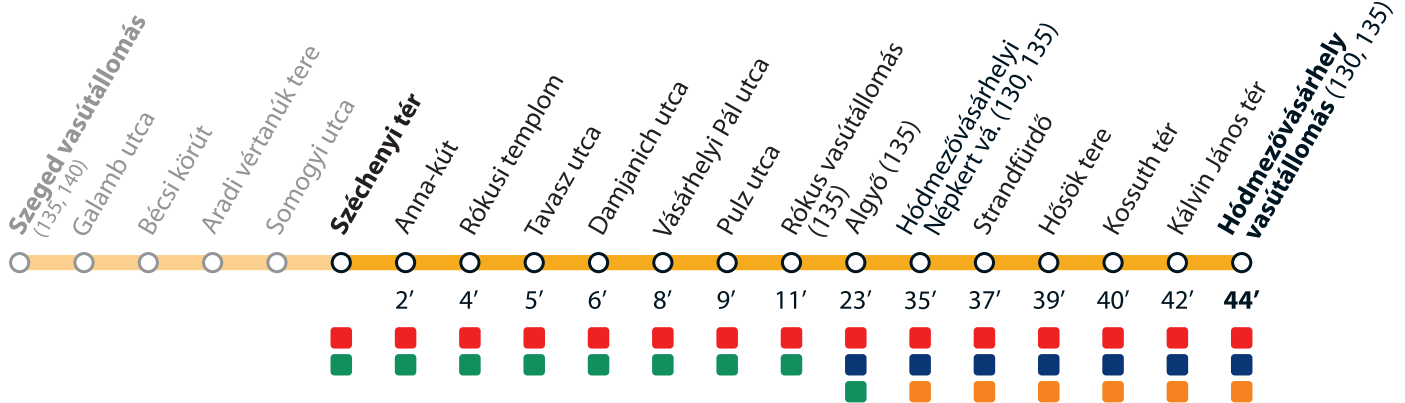 Szeged vasútállomás
(135, 140)
Galamb utca
Bécsi körút
Aradi vértanúk tere
Somogyi utca
Széchenyi tér
Anna-kút
Rókusi templom
Tavasz utca
Damjanich utca
Vásárhelyi Pál utca
Pulz utca
Rókus vasútállomás
(135)
Algyő (135)
Hódmezővásárhelyi
Népkert vá. (130, 135)
Strandfürdő
Hősök tere
Kossuth tér
Kálvin János tér
Hódmezővásárhely
vasútállomás (130, 135)
2’ 4’ 5’ 6’ 8’ 9’ 11’ 23’ 35’ 37’ 39’ 40’ 42’ 44’